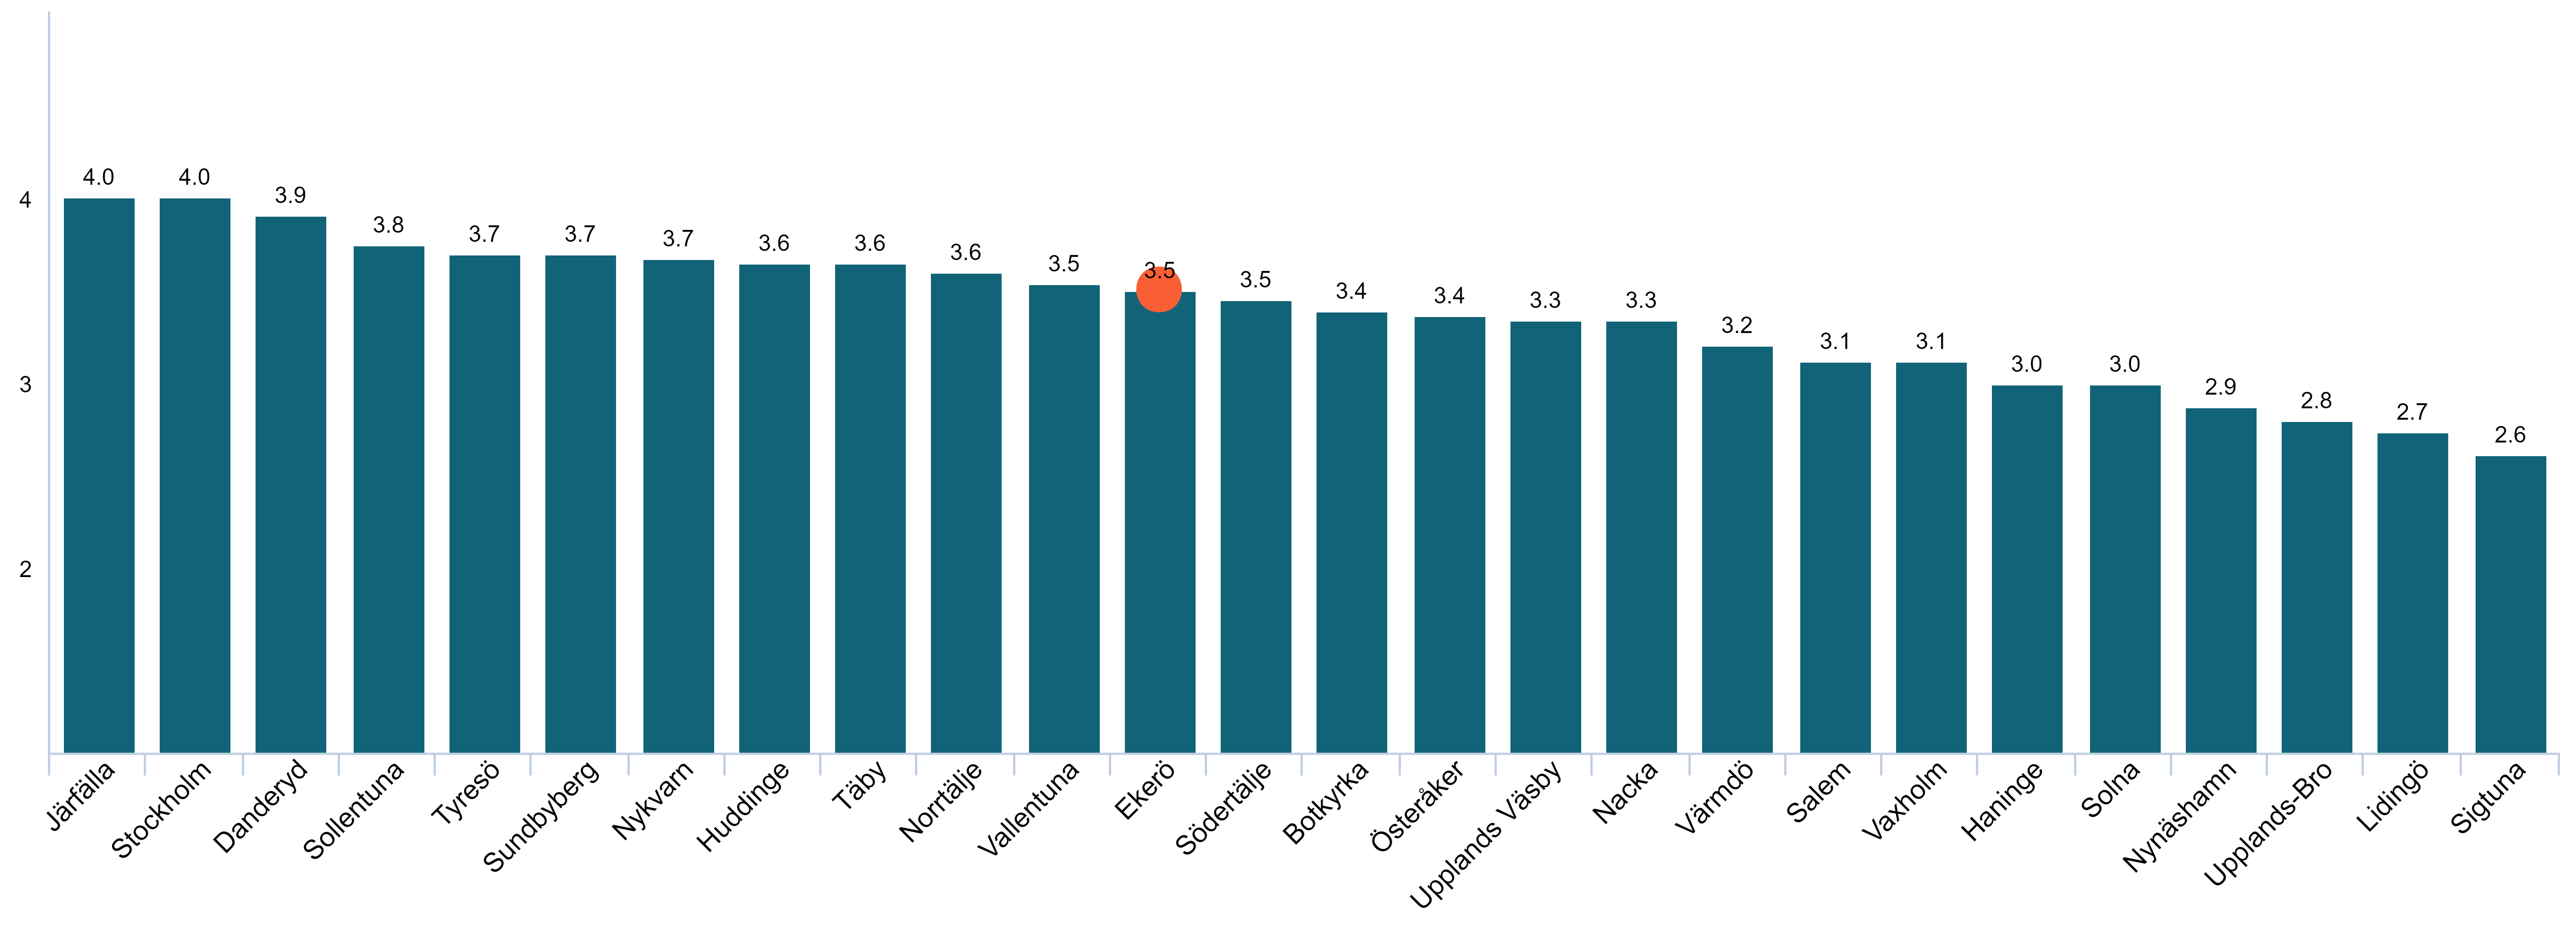 4.0 4.0 3.9 3.8 3.7 3.7 3.7 3.6 3.6 3.6 3.5 3.5 3.5 3.4 3.4 3.3 3.3 3.2 3.1 3.1 3.0 3.0 2.9 2.8 2.7 2.6
4
3
2
Järfälla
Stockholm
Danderyd
Sollentuna
Tyresö
Sundbyberg
Nykvarn
Huddinge
Täby
Norrtälje
Vallentuna
Ekerö
Södertälje
Botkyrka
Österåker
Upplands Väsby
Nacka
Värmdö
Salem
Vaxholm
Haninge
Solna
Nynäshamn
Upplands-Bro
Lidingö
Sigtuna